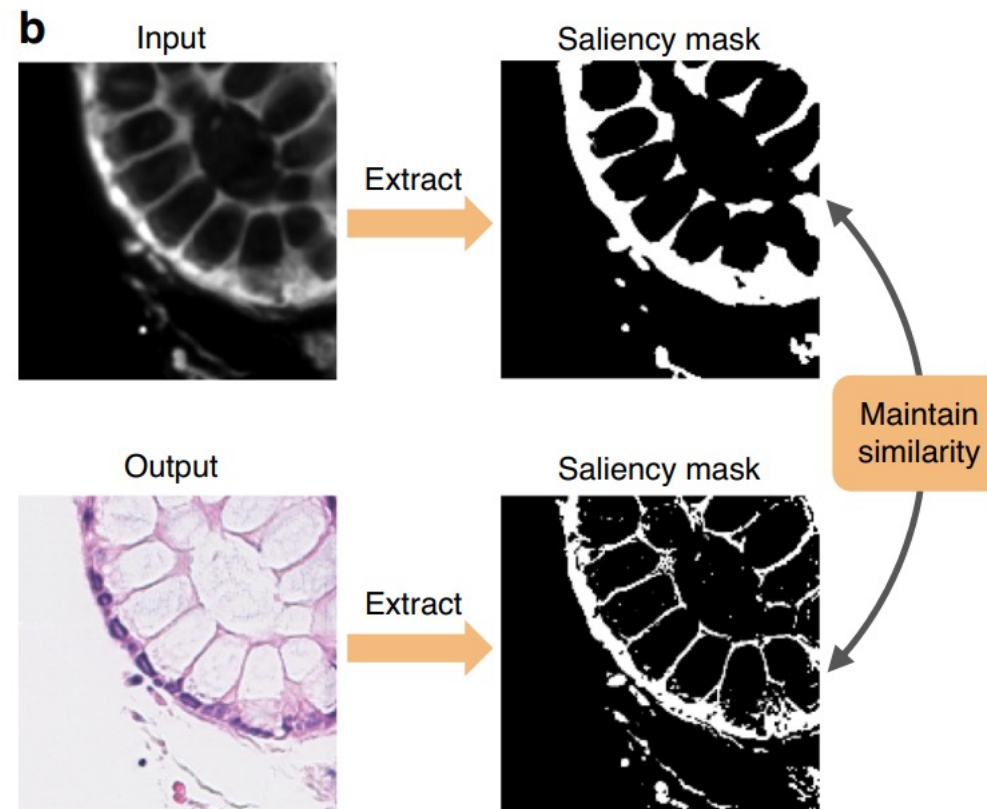 b
Input
Saliency mask
Extract
Maintain
similarity
Output
Saliency mask
Extract